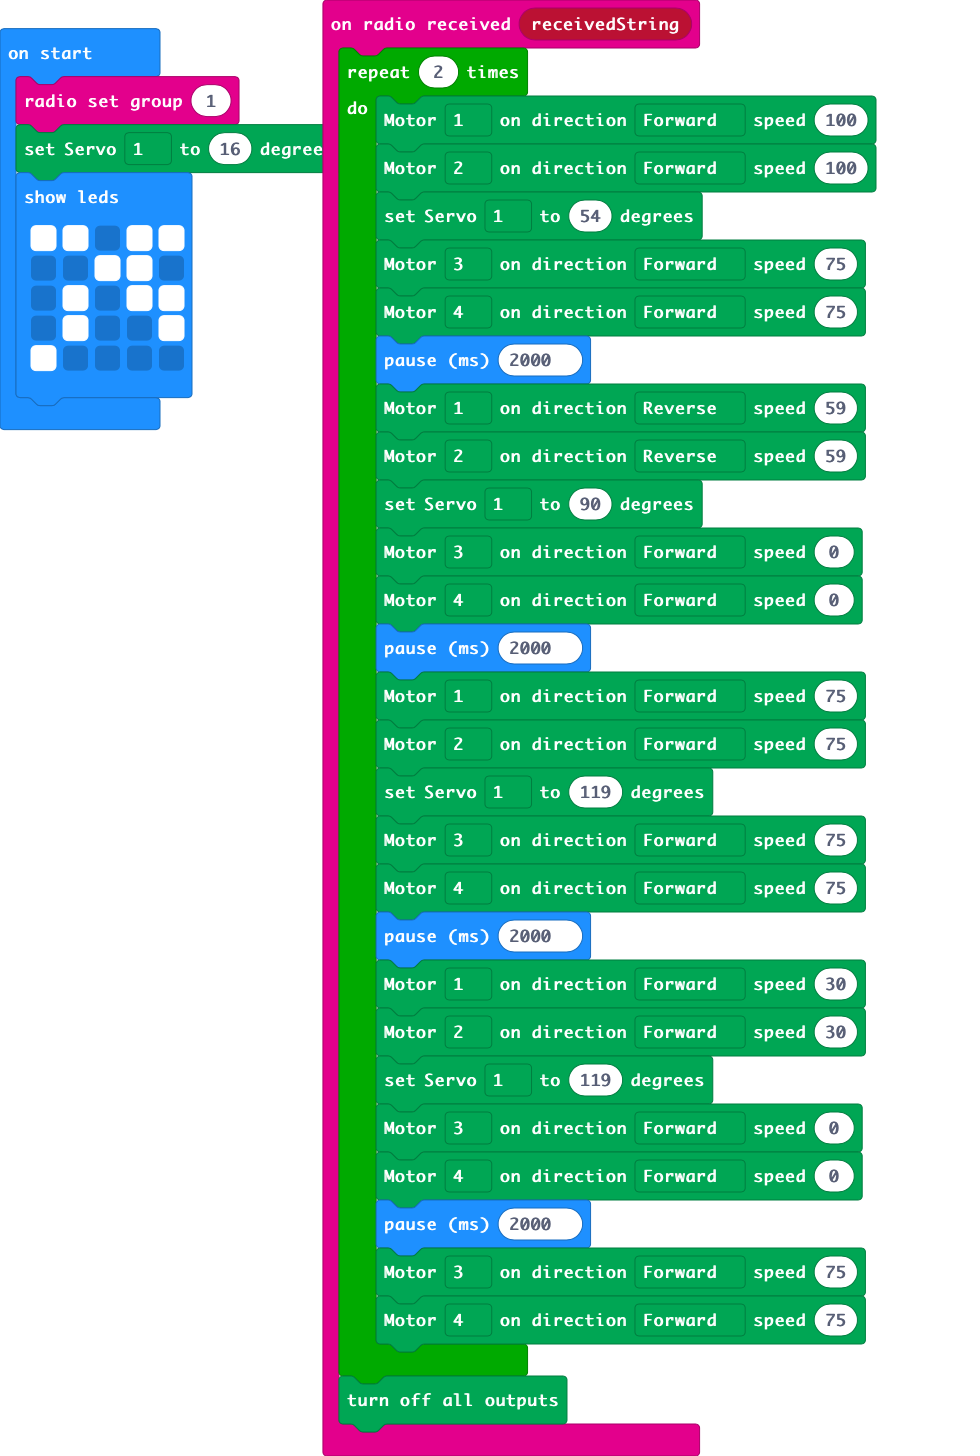 on start
radio set group 1
set Servo 1 to 16 degree
show leds
on radio received receivedString
repeat 2 times
do
Motor 1 on direction Forward speed 100
Motor 2 on direction Forward speed 100
set Servo 1 to 54 degrees
Motor 3 on direction Forward speed 75
Motor 4 on direction Forward speed 75
pause (ms) 2000
Motor 1 on direction Reverse speed 59
Motor 2 on direction Reverse speed 59
set Servo 1 to 90 degrees
Motor 3 on direction Forward speed 0
Motor 4 on direction Forward speed 0
pause (ms) 2000
Motor 1 on direction Forward speed 75
Motor 2 on direction Forward speed 75
set Servo 1 to 119 degrees
Motor 3 on direction Forward speed 75
Motor 4 on direction Forward speed 75
pause (ms) 2000
Motor 1 on direction Forward speed 30
Motor 2 on direction Forward speed 30
set Servo 1 to 119 degrees
Motor 3 on direction Forward speed 0
Motor 4 on direction Forward speed 0
pause (ms) 2000
Motor 3 on direction Forward speed 75
Motor 4 on direction Forward speed 75
turn off all outputs